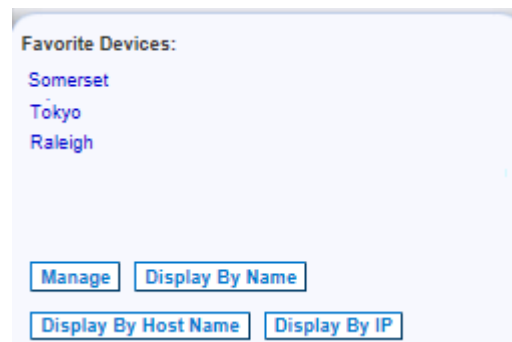 Favorite Devices:
Somerset
Tokyo
Raleigh
Manage Display By Name
Display By Host Name Display By IP